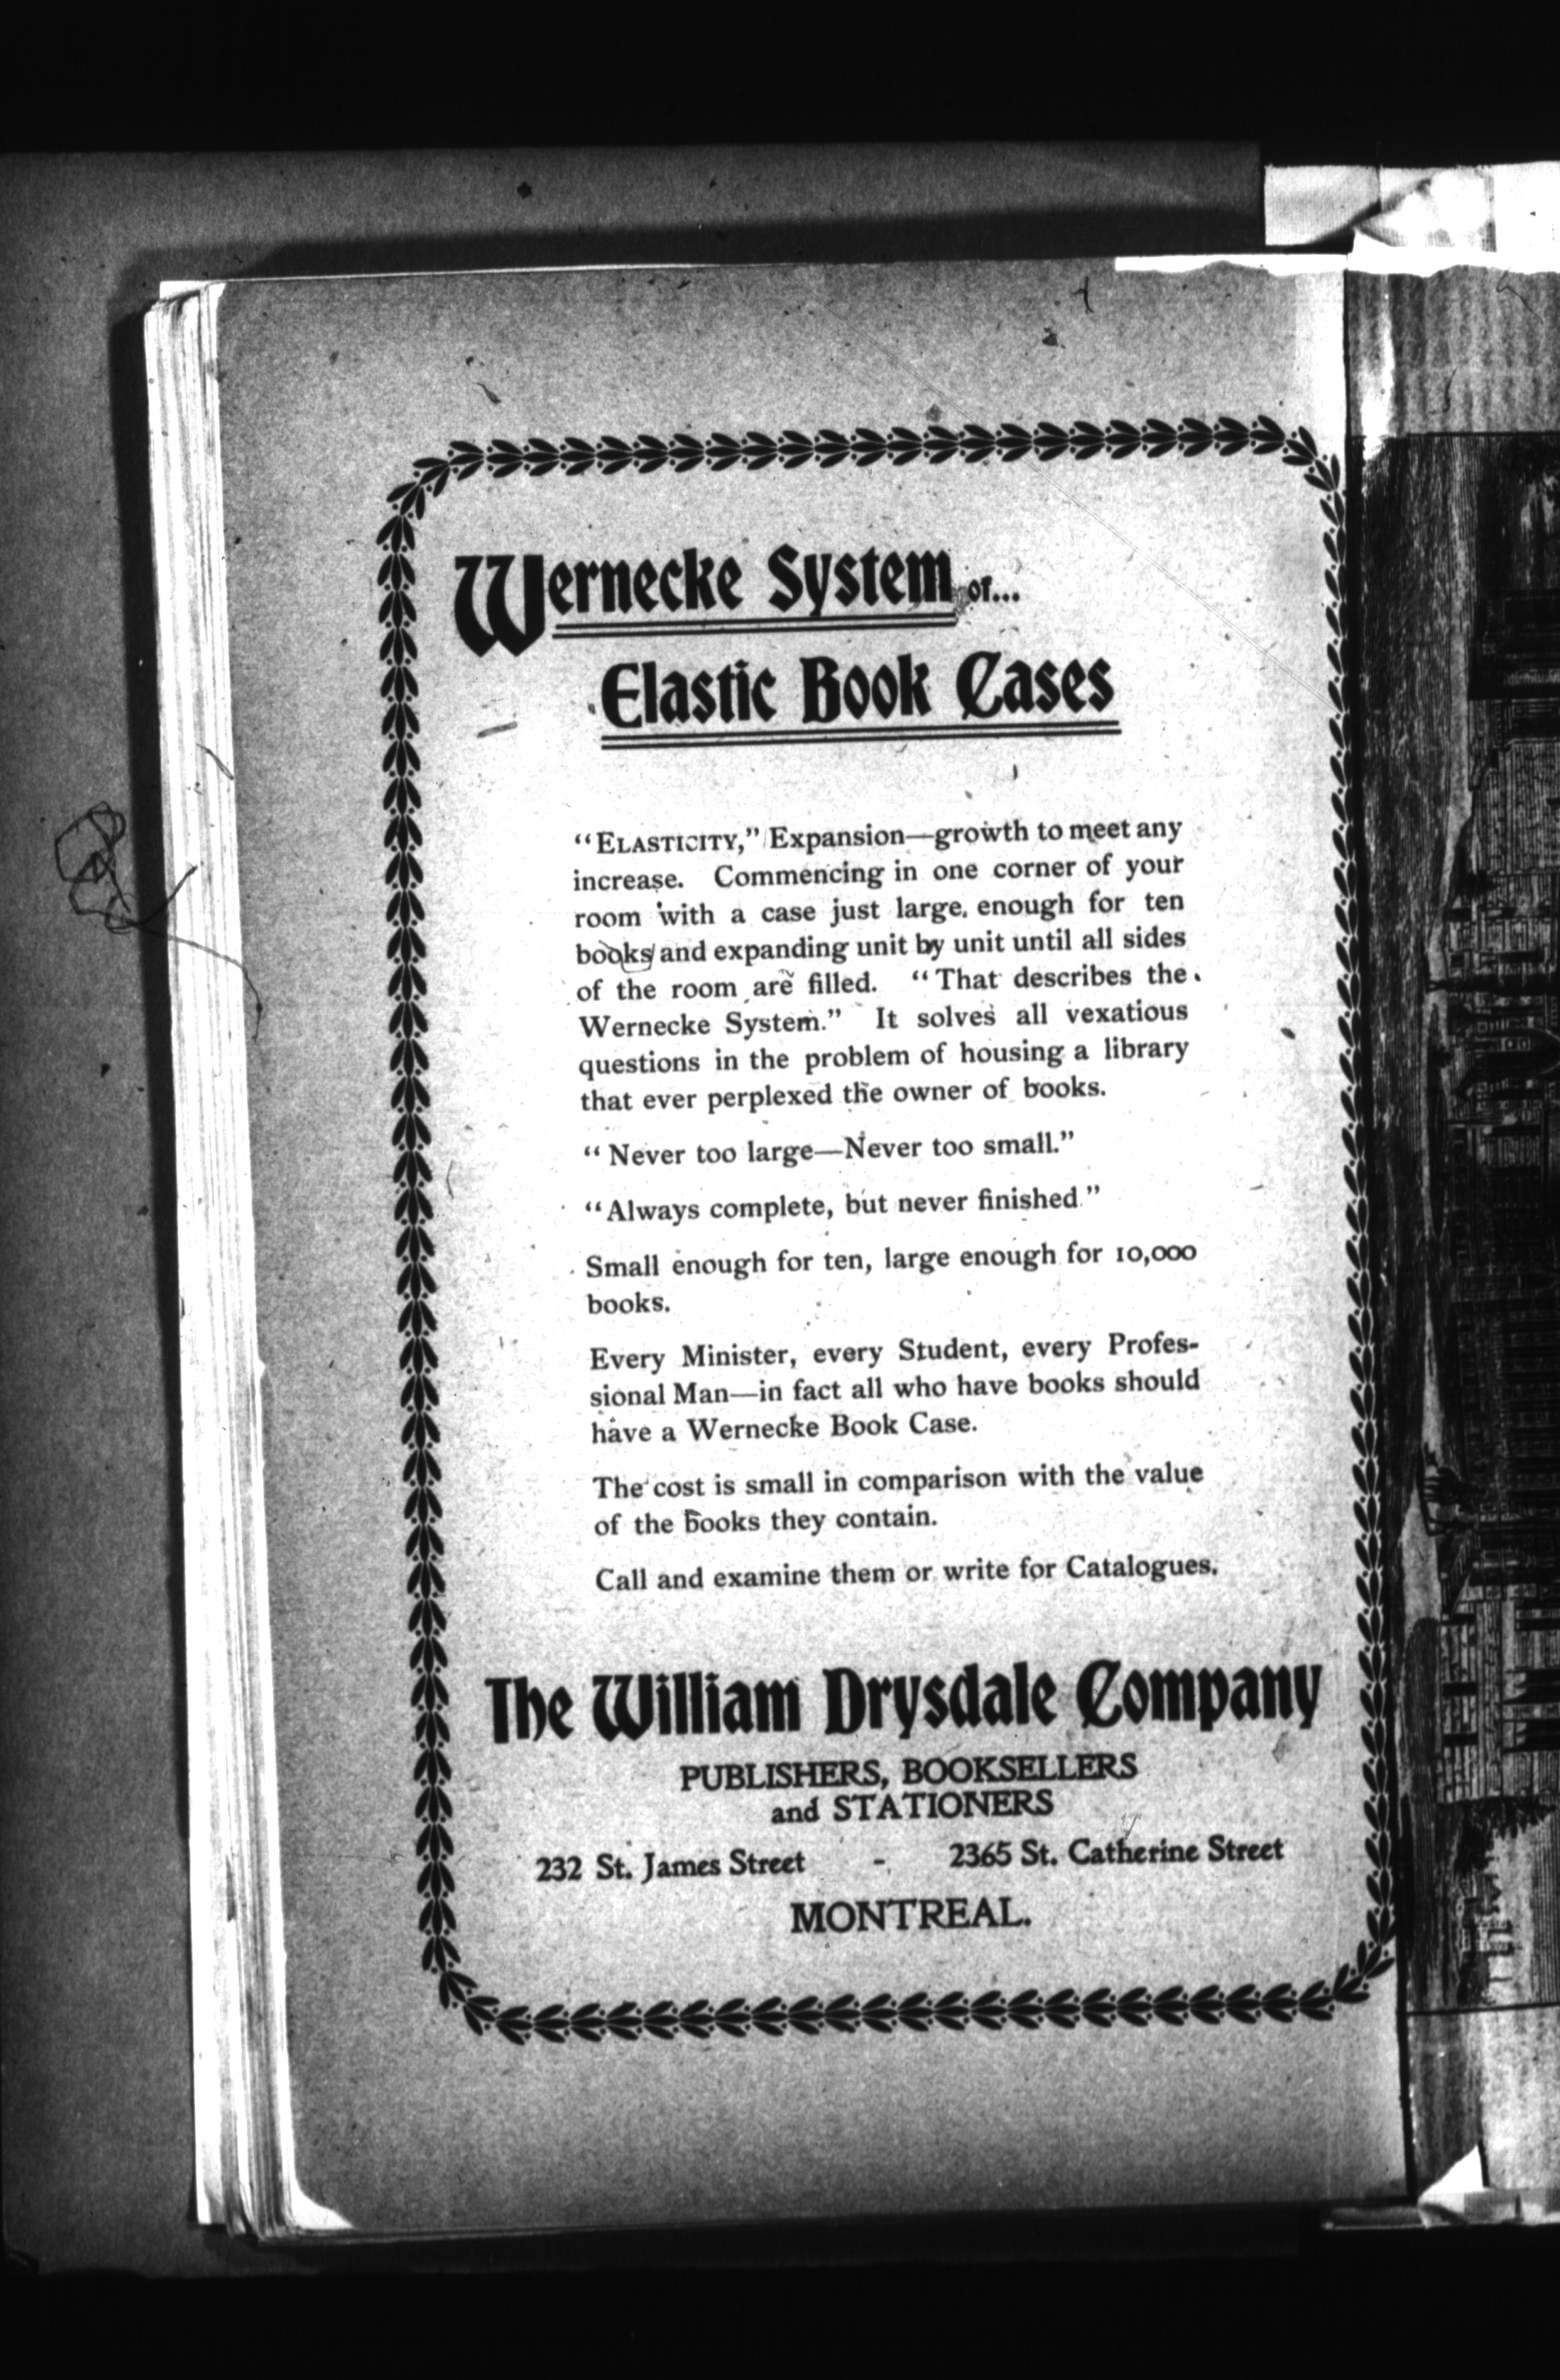 Wernecke System of...
Elastic Book Cases
“ELASTICITY,” Expansion—growth to meet any
increase. Commencing in one corner of your
room with a case just large enough for ten
books and expanding unit by unit until all sides
of the room are filled. “That describes the
Wernecke System.” It solves all vexatious
questions in the problem of housing a library
that ever perplexed the owner of books.
“Never too large—Never too small.”
“Always complete, but never finished.”
Small enough for ten, large enough for 10,000
books.
Every Minister, every Student, every Profes-
sional Man—in fact all who have books should
have a Wernecke Book Case.
The cost is small in comparison with the value
of the books they contain.
Call and examine them or write for Catalogues.
The William Drysdale Company
PUBLISHERS, BOOKSELLERS
and STATIONERS
232 St. James Street - 2365 St. Catherine Street
MONTREAL.